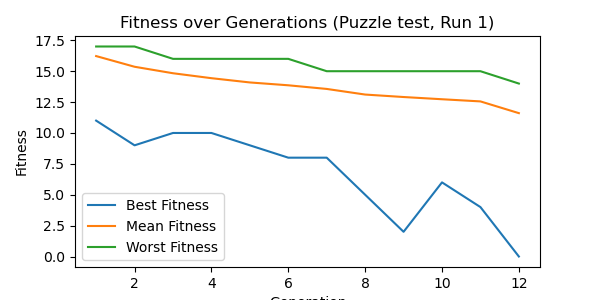 Fitness over Generations (Puzzle test, Run 1)
17.5
15.0
12.5
10.0
7.5
5.0
2.5
0.0
Fitness
Best Fitness
Mean Fitness
Worst Fitness
2 4 6 8 10 12
Generation